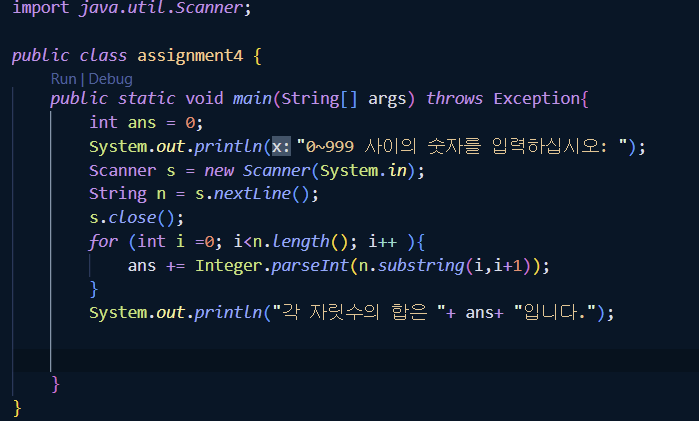 import java.util.Scanner;
public class assignment4 {
Run | Debug
public static void main(String[] args) throws Exception{
int ans = 0;
System.out.println(x: "0~999 사이의 숫자를 입력하십시오: ");
Scanner s = new Scanner(System.in);
String n = s.nextLine();
s.close();
for (int i =0; i<n.length(); i++ ){
ans += Integer.parseInt(n.substring(i,i+1));
}
System.out.println("각 자릿수의 합은 "+ ans+ "입니다.");
}
}